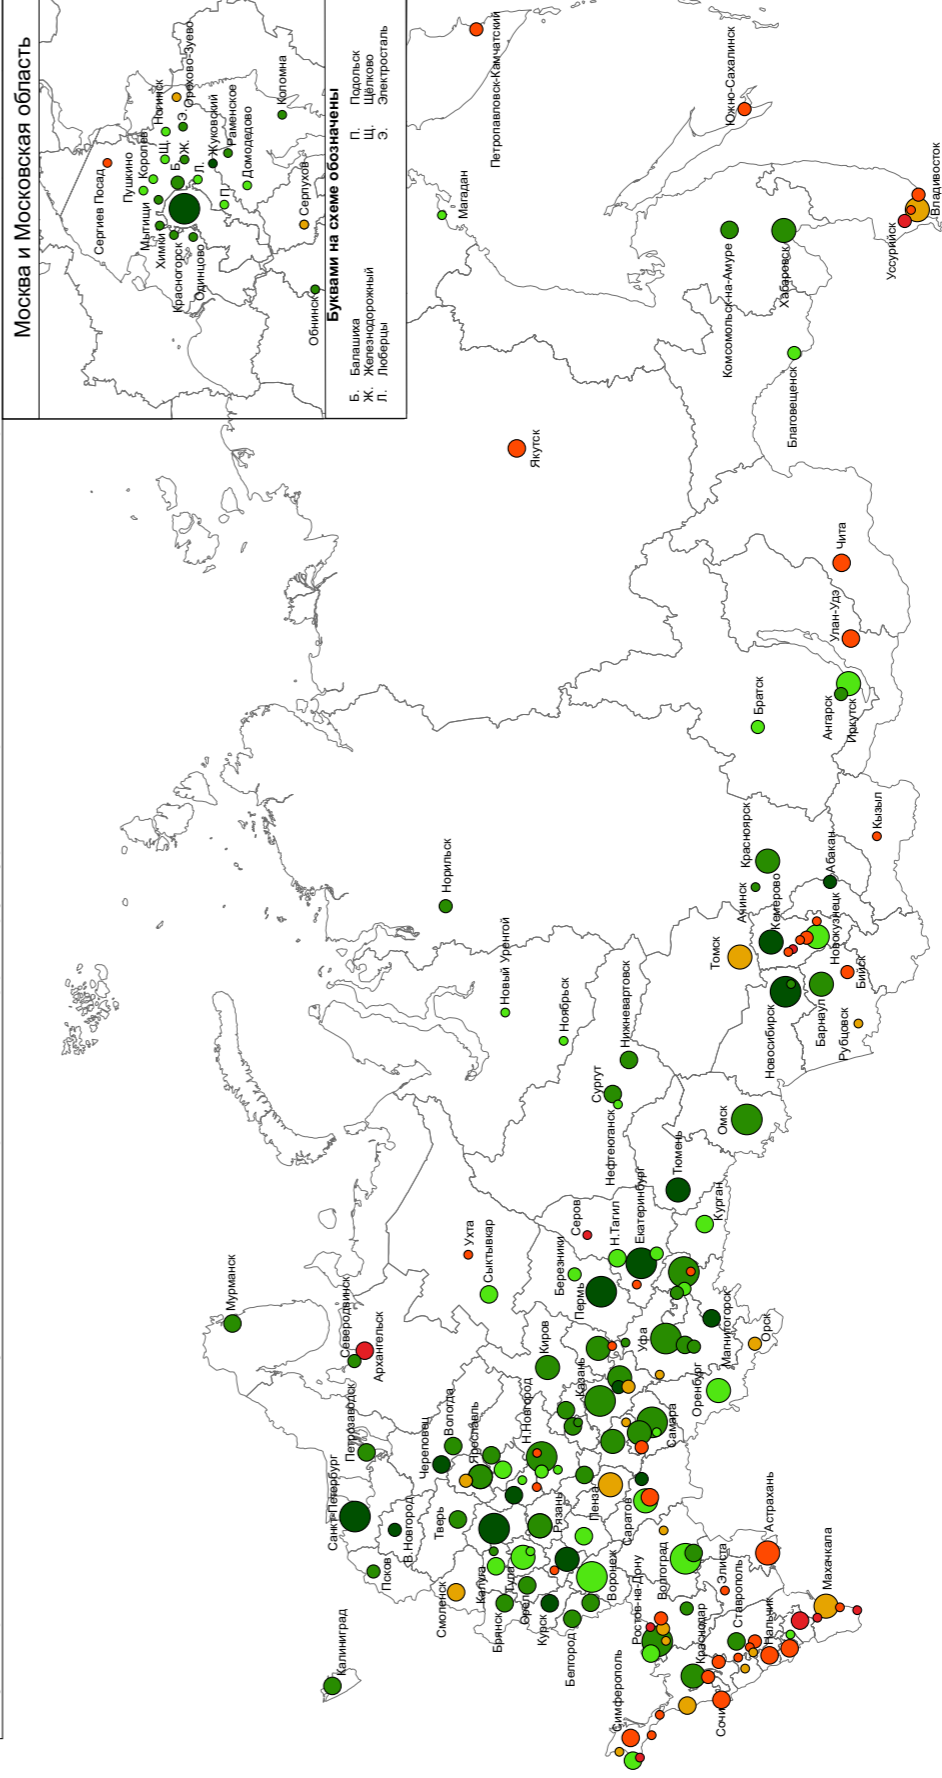 Москва и Московская область
Сергиев Посад
Пушкино
Королёв
Ногинск
Мытищи
Щ.
Орехово-Зуево
Химки
Б.
Э.
Красногорск
Ж.
Одинцово
Л.
Жуковский
Раменское
П.
Домодедово
Коломна
Серпухов
Обнинск
Буквами на схеме обозначены
Б. Балашиха
Ж. Железнодорожный
Л. Люберцы
П. Подольск
Щ. Щёлково
Э. Электросталь
Петропавловск-Камчатский
Магадан
Южно-Сахалинск
Комсомольск-на-Амуре
Хабаровск
Благовещенск
Уссурийск
Владивосток
Якутск
Чита
Улан-Удэ
Братск
Ангарск
Иркутск
Норильск
Новый Уренгой
Ноябрьск
Нижневартовск
Сургут
Нефтеюганск
Красноярск
Ачинск
Кемерово
Абакан
Кызыл
Томск
Новокузнецк
Новосибирск
Барнаул
Бийск
Рубцовск
Омск
Тюмень
Курган
Мурманск
Северодвинск
Архангельск
Ухта
Сыктывкар
Серов
Березники
Н.Тагил
Екатеринбург
Пермь
Киров
Казань
Уфа
Магнитогорск
Орск
Оренбург
Самара
Петрозаводск
Санкт-Петербург
Череповец
Вологда
Ярославль
Н.Новгород
В.Новгород
Псков
Тверь
Рязань
Пенза
Саратов
Калининград
Смоленск
Калуга
Тула
Брянск
Орел
Курск
Белгород
Воронеж
Волгоград
Ростов-на-Дону
Астрахань
Элиста
Ставрополь
Краснодар
Махачкала
Нальчик
Сочи
Симферополь